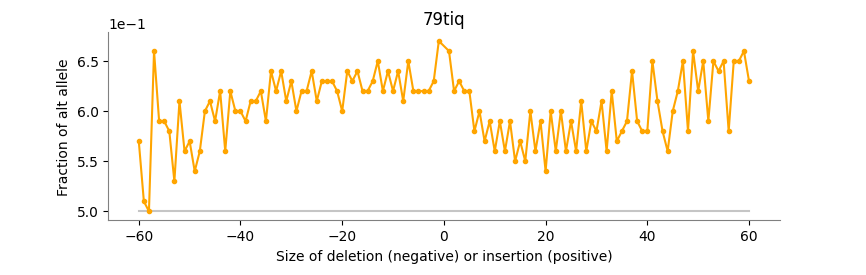 79tiq
1e−1
6.5
6.0
5.5
5.0
Fraction of alt allele
−60 −40 −20 0 20 40 60
Size of deletion (negative) or insertion (positive)